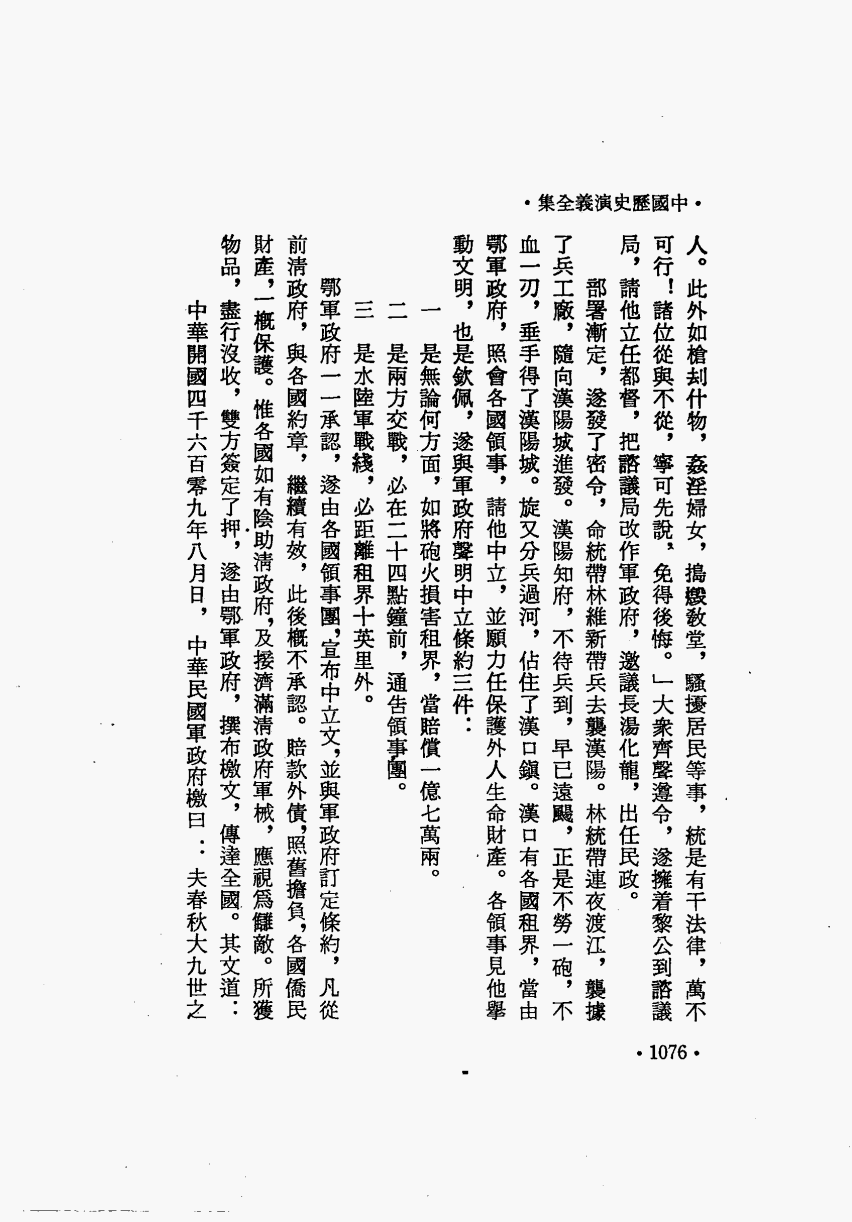 ·中國歷史演義全集·
人。此外如槍刦什物，姦淫婦女，搗毀敎堂，騷擾居民等事，統是有干法律，萬不
可行！諸位從與不從，寧可先說，免得後悔。」大衆齊聲遵令，遂擁着黎公到諮議
局，請他立任都督，把諮議局改作軍政府，邀議長湯化龍，出任民政。
部署漸定，遂發了密令，命統帶林維新帶兵去襲漢陽。林統帶連夜渡江，襲據
了兵工廠，隨向漢陽城進發。漢陽知府，不待兵到，早已遠颺，正是不勞一砲，不
血一刃，垂手得了漢陽城。旋又分兵過河，佔住了漢口鎭。漢口有各國租界，當由
鄂軍政府，照會各國領事，請他中立，並願力任保護外人生命財產。各領事見他擧
動文明，也是欽佩，遂與軍政府聲明中立條約三件：
一　是無論何方面，如將砲火損害租界，當賠償一億七萬兩。
二　是兩方交戰，必在二十四點鐘前，通告領事團。
三　是水陸軍戰綫，必距離租界十英里外。
鄂軍政府一一承認，遂由各國領事團，宣布中立文，並與軍政府訂定條約，凡從
前淸政府，與各國約章，繼續有效，此後槪不承認。賠款外債，照舊擔負，各國僑民
財產，一槪保護。惟各國如有陰助淸政府，及接濟滿淸政府軍械，應視爲讎敵。所獲
物品，盡行沒收，雙方簽定了押，遂由鄂軍政府，撰布檄文，傳達全國。其文道：
中華開國四千六百零九年八月日，中華民國軍政府檄曰：夫春秋大九世之
·1076·